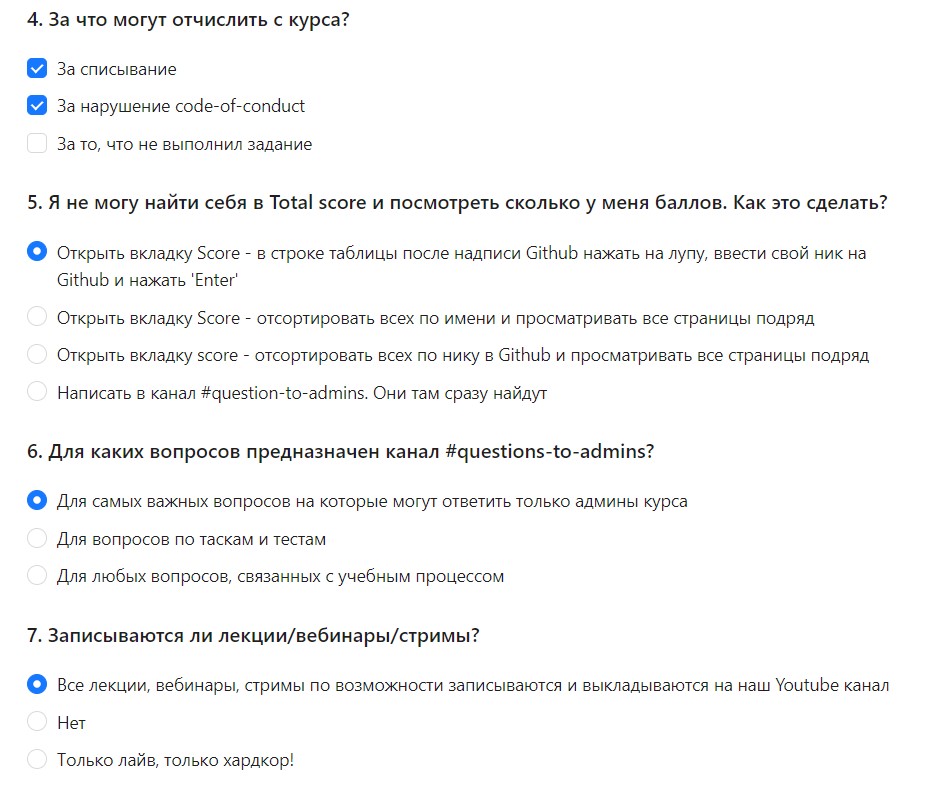 4. За что могут отчислить с курса?
За списывание
За нарушение code-of-conduct
За то, что не выполнил задание
5. Я не могу найти себя в Total score и посмотреть сколько у меня баллов. Как это сделать?
Открыть вкладку Score - в строке таблицы после надписи Github нажать на лупу, ввести свой ник на
Github и нажать 'Enter'
Открыть вкладку Score - отсортировать всех по имени и просматривать все страницы подряд
Открыть вкладку score - отсортировать всех по нику в Github и просматривать все страницы подряд
Написать в канал #question-to-admins. Они там сразу найдут
6. Для каких вопросов предназначен канал #questions-to-admins?
Для самых важных вопросов на которые могут ответить только админы курса
Для вопросов по таскам и тестам
Для любых вопросов, связанных с учебным процессом
7. Записываются ли лекции/вебинары/стримы?
Все лекции, вебинары, стримы по возможности записываются и выкладываются на наш Youtube канал
Нет
Только лайв, только хардкор!